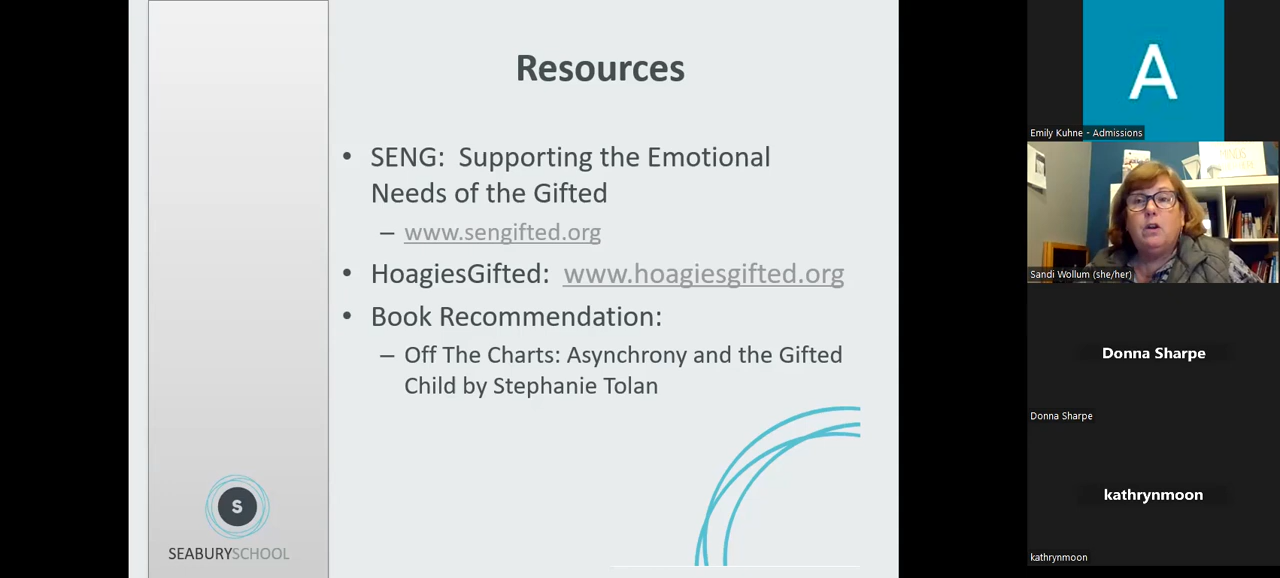 Resources
• SENG: Supporting the Emotional
Needs of the Gifted
– www.sengifted.org
• HoagiesGifted: www.hoagiesgifted.org
• Book Recommendation:
– Off The Charts: Asynchrony and the Gifted
Child by Stephanie Tolan
S
SEABURYSCHOOL
A
Emily Kuhne - Admissions
Sandi Wollum (she/her)
Donna Sharpe
Donna Sharpe
kathrynmoon
kathrynmoon